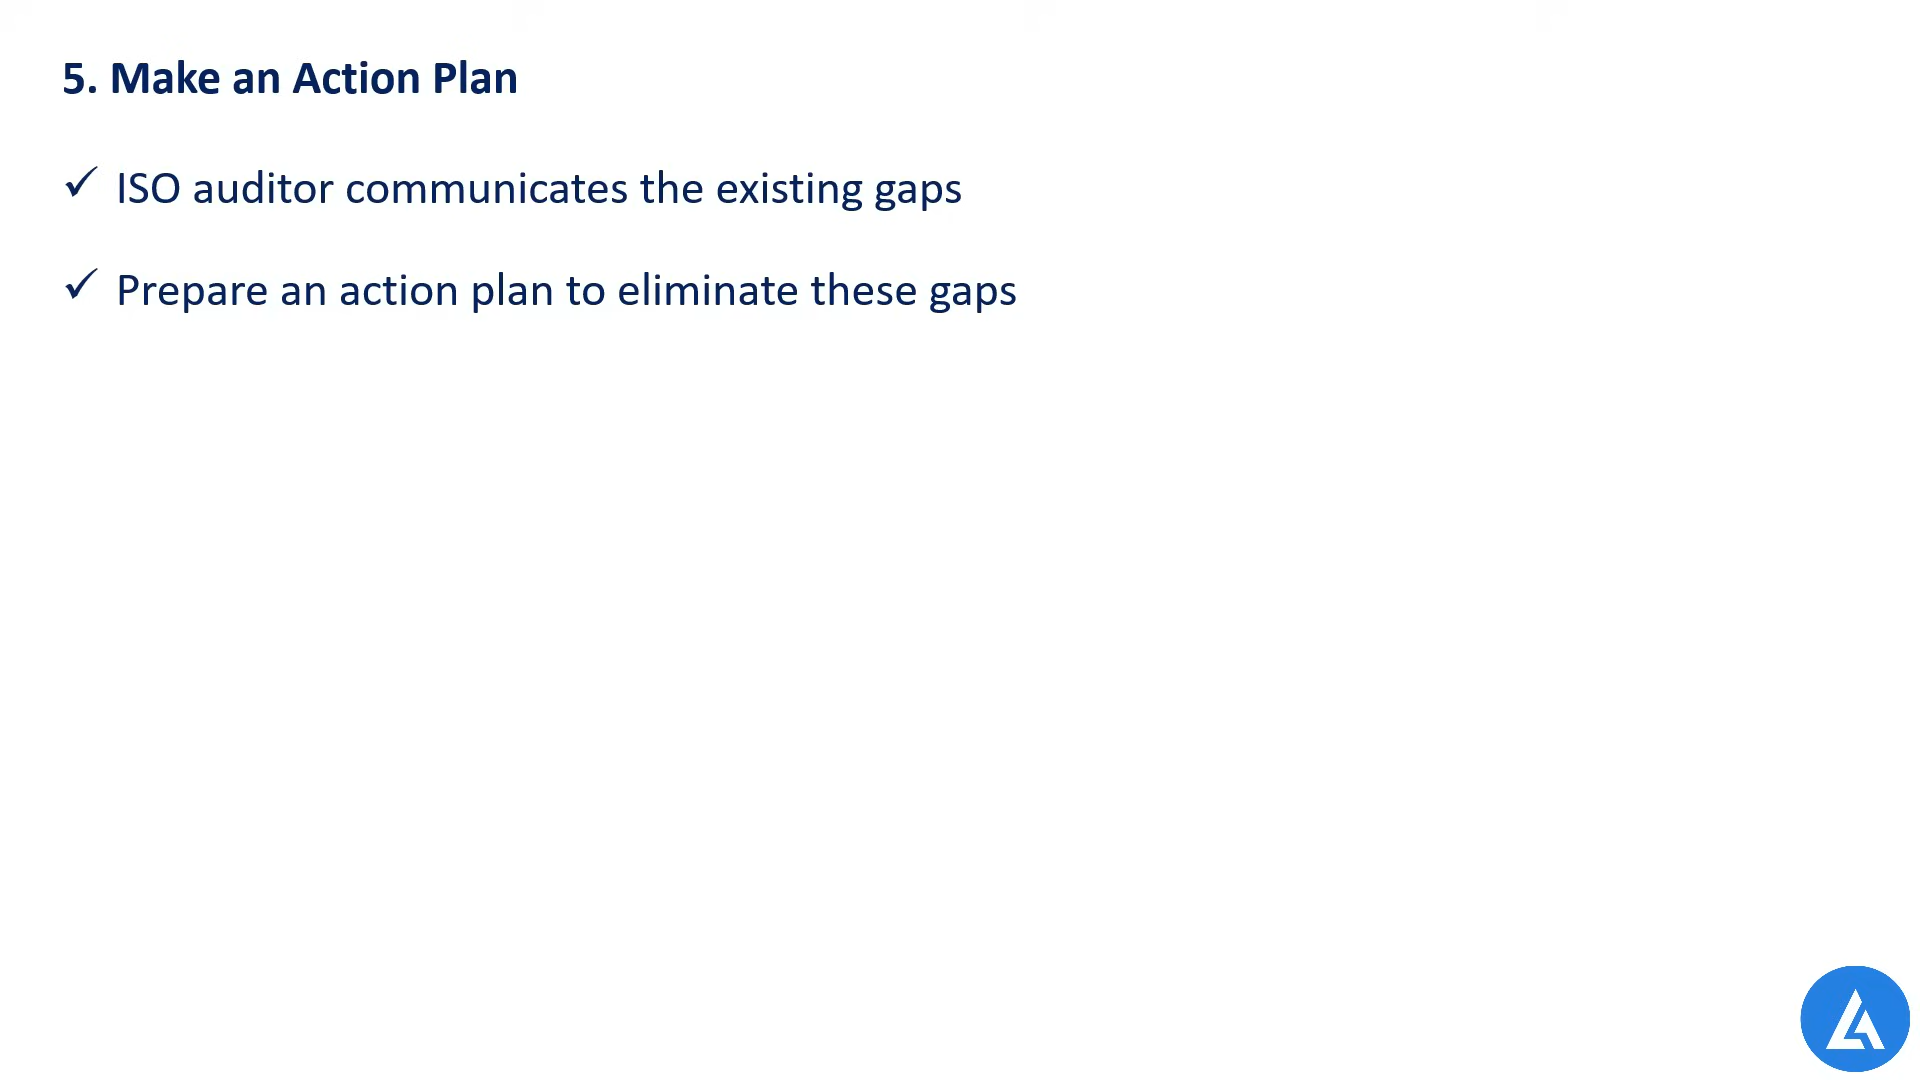 5. Make an Action Plan
✓ ISO auditor communicates the existing gaps
✓ Prepare an action plan to eliminate these gaps